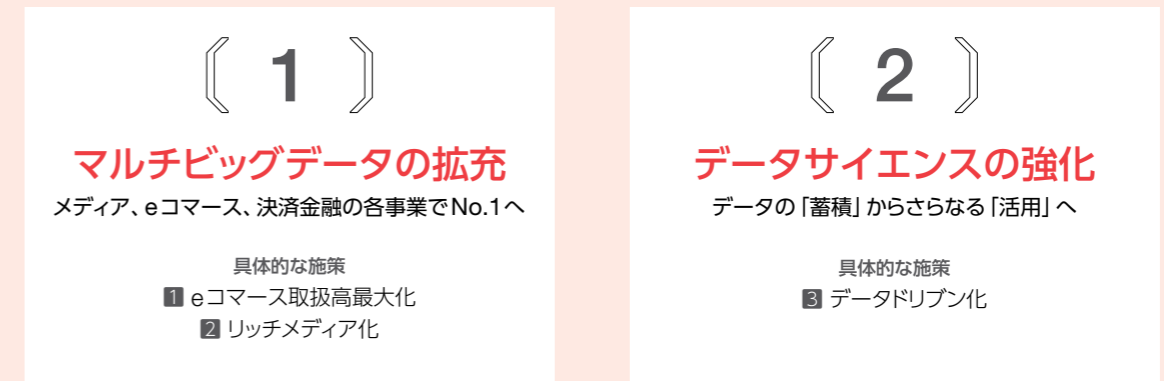 1
マルチビッグデータの拡充
メディア、eコマース、決済金融の各事業でNo.1へ
具体的な施策
1 eコマース取扱高最大化
2 リッチメディア化
2
データサイエンスの強化
データの「蓄積」からさらなる「活用」へ
具体的な施策
3 データドリブン化